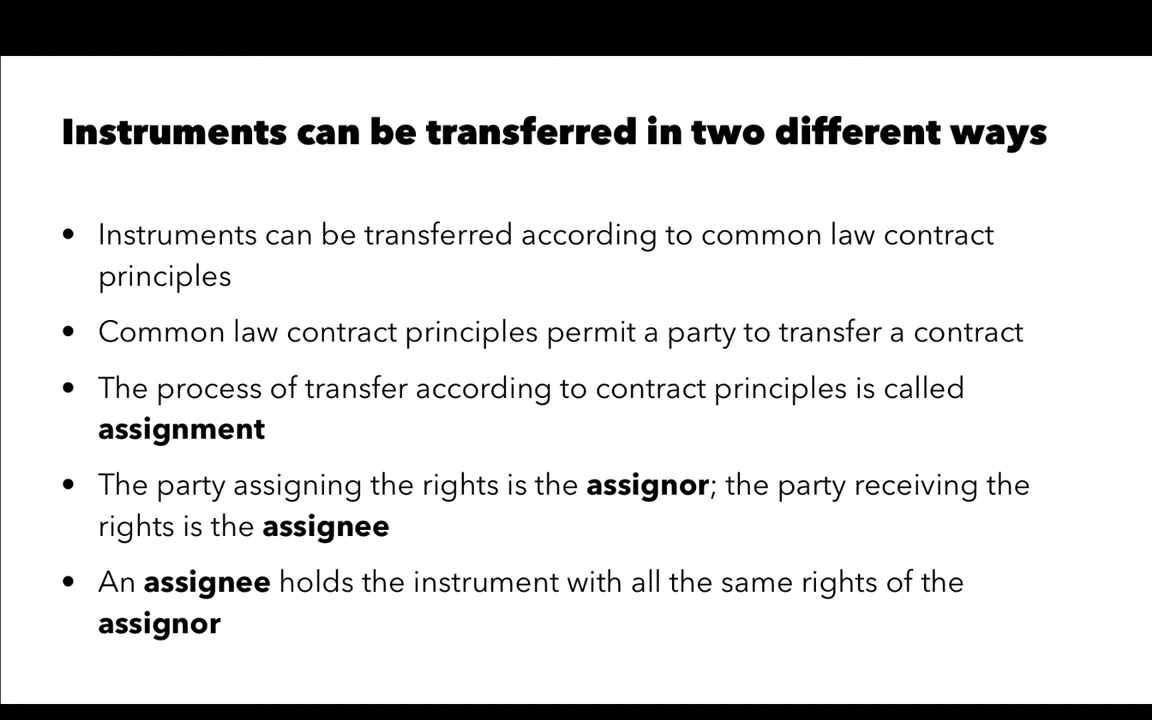 Instruments can be transferred in two different ways
• Instruments can be transferred according to common law contract
principles
• Common law contract principles permit a party to transfer a contract
• The process of transfer according to contract principles is called
assignment
• The party assigning the rights is the assignor; the party receiving the
rights is the assignee
• An assignee holds the instrument with all the same rights of the
assignor